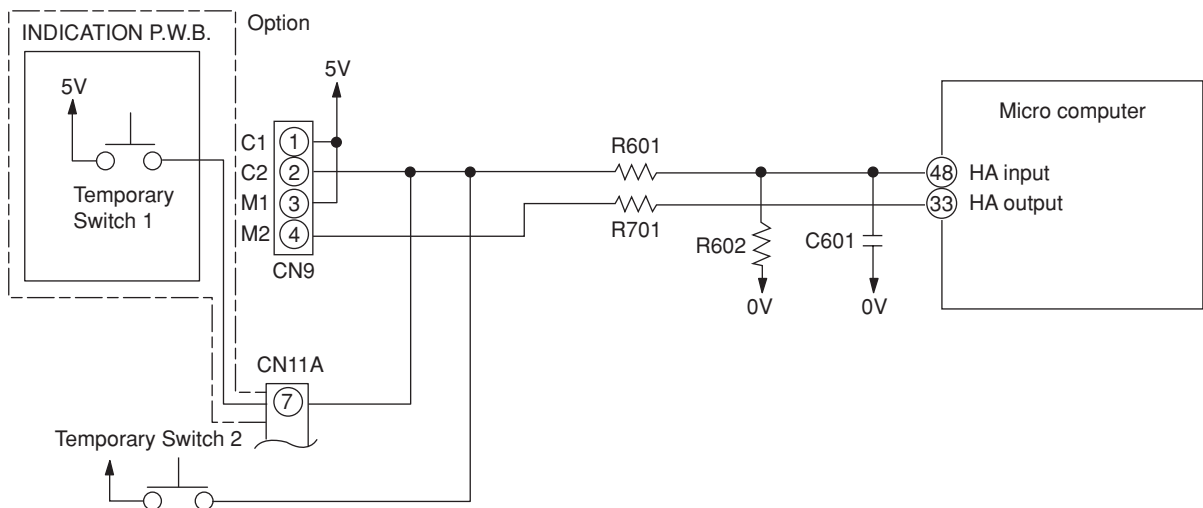 INDICATION P.W.B.
Option
5V
Temporary
Switch 1
5V
C1 1
C2 2
M1 3
M2 4
CN9
R601
R701
R602
C601
0V
0V
Micro computer
48 HA input
33 HA output
CN11A
7
Temporary Switch 2